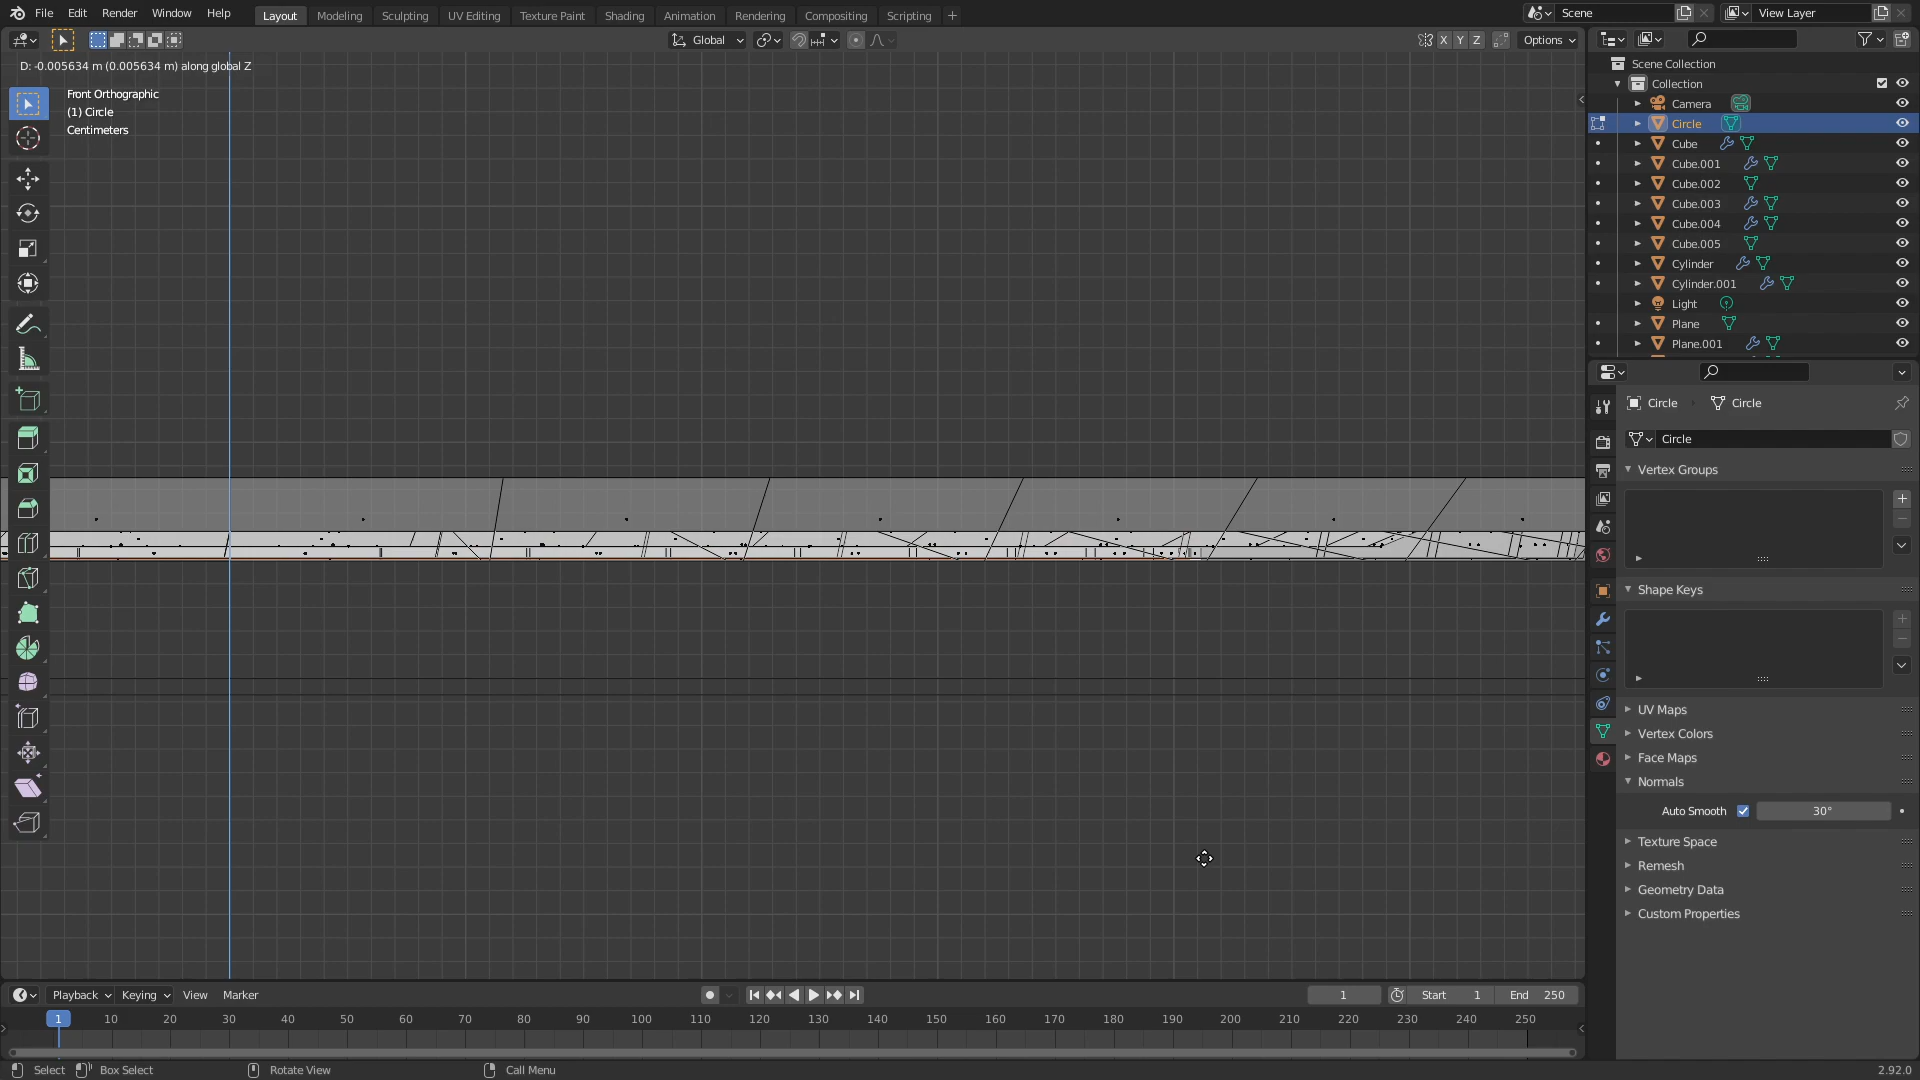 File Edit Render Window Help
Layout Modeling Sculpting UV Editing Texture Paint Shading Animation Rendering Compositing Scripting +
Scene
View Layer
Global
X Y Z
Options
D: -0.005634 m (0.005634 m) along global Z
Front Orthographic
(1) Circle
Centimeters
Scene Collection
Collection
Camera
Circle
Cube
Cube.001
Cube.002
Cube.003
Cube.004
Cube.005
Cylinder
Cylinder.001
Light
Plane
Plane.001
Circle
Circle
Circle
Vertex Groups
Shape Keys
UV Maps
Vertex Colors
Face Maps
Normals
Auto Smooth 30°
Texture Space
Remesh
Geometry Data
Custom Properties
Playback Keying View Marker
1
Start 1
End 250
1 10 20 30 40 50 60 70 80 90 100 110 120 130 140 150 160 170 180 190 200 210 220 230 240 250
Select
Box Select
Rotate View
Call Menu
2.92.0